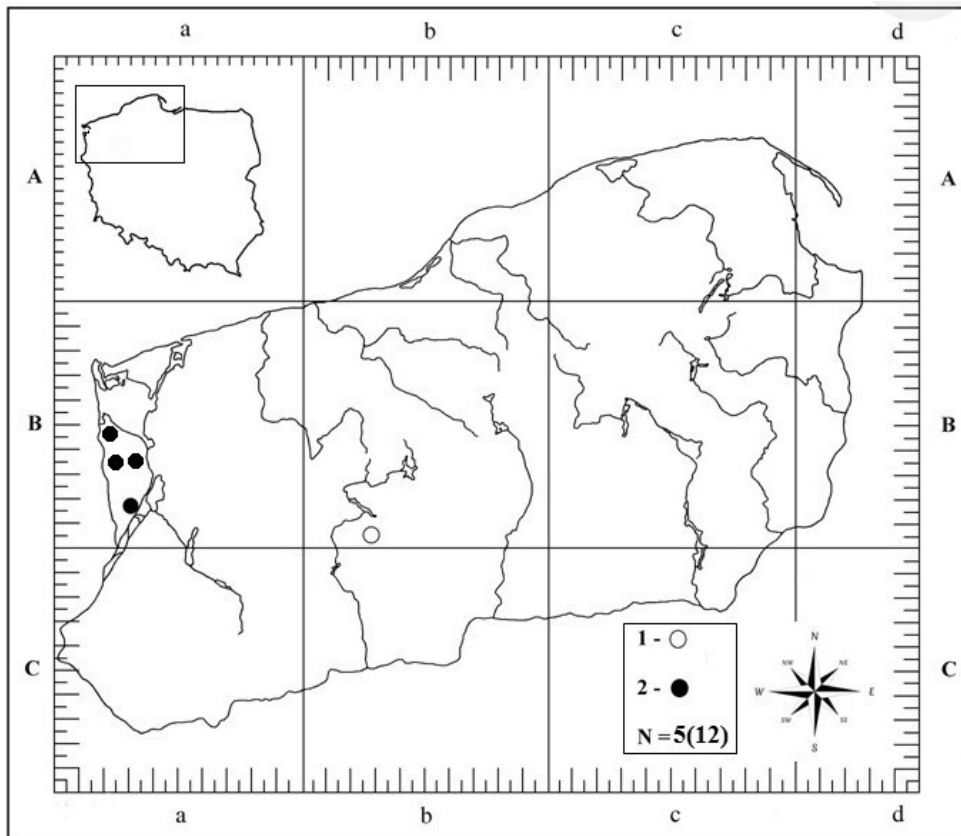 a b c d
A A
B B
C C
1 -
2 -
N = 5(12)
N
NW NE
W E
SW SE
S
a b c d